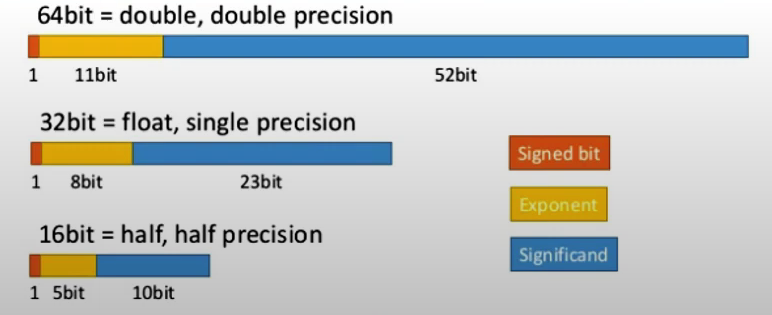 64bit = double, double precision
1 11bit 52bit
32bit = float, single precision
1 8bit 23bit
Signed bit
Exponent
16bit = half, half precision
Significand
1 5bit 10bit